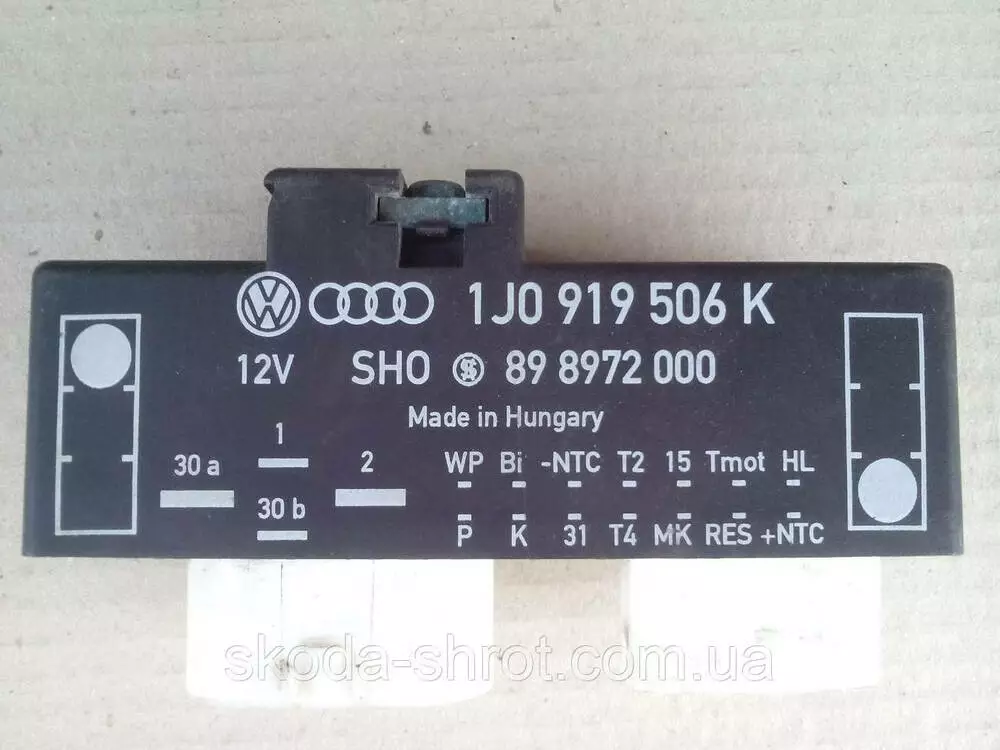 1J0 919 506 K
12V SHO 89 8972 000
Made in Hungary
30 a 1 2 WP Bi -NTC T2 15 Tmot HL
30 b P K 31 T4 MK RES +NTC
skoda-shrot.com.ua